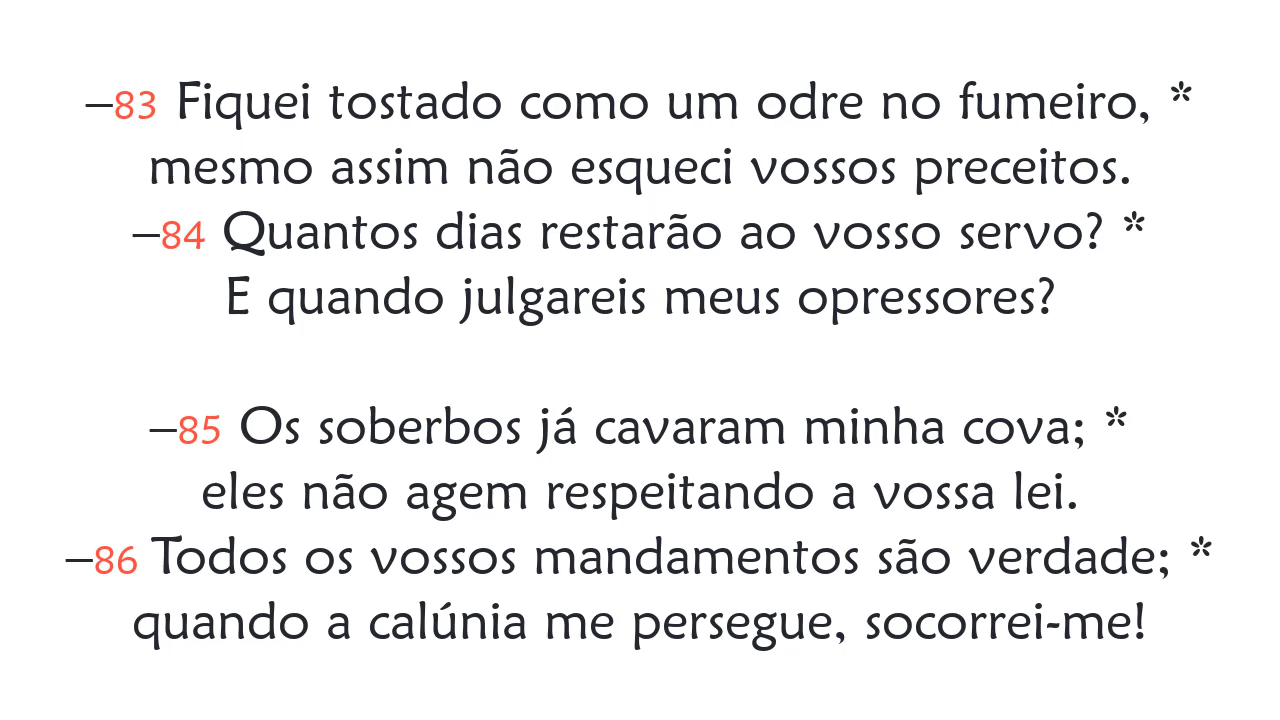 –83 Fiquei tostado como um odre no fumeiro, *
mesmo assim não esqueci vossos preceitos.
–84 Quantos dias restarão ao vosso servo? *
E quando julgareis meus opressores?
–85 Os soberbos já cavaram minha cova; *
eles não agem respeitando a vossa lei.
–86 Todos os vossos mandamentos são verdade; *
quando a calúnia me persegue, socorrei-me!